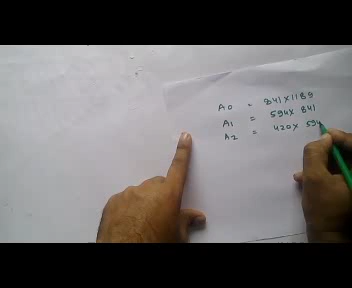 A0 = 841×1189
A1 = 594× 841
A2 = 420× 594